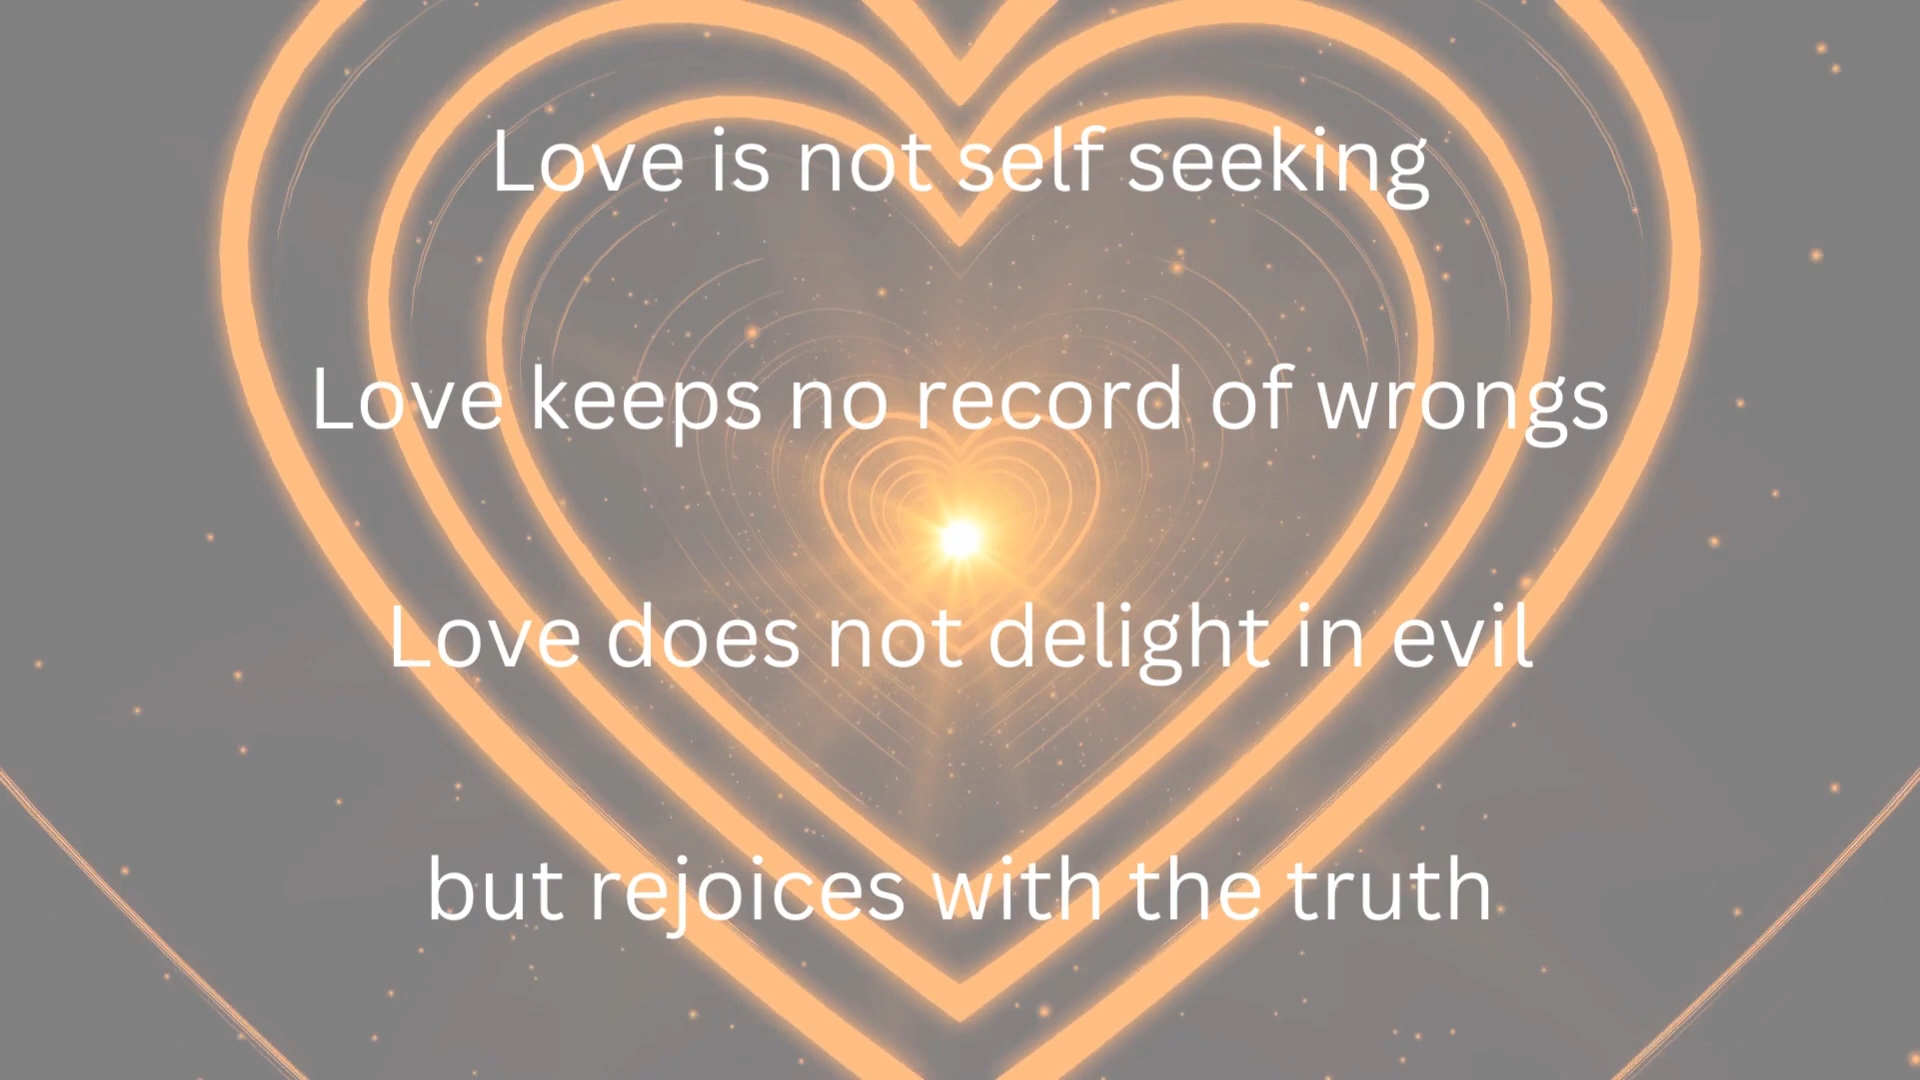 Love is not self seeking
Love keeps no record of wrongs
Love does not delight in evil
but rejoices with the truth